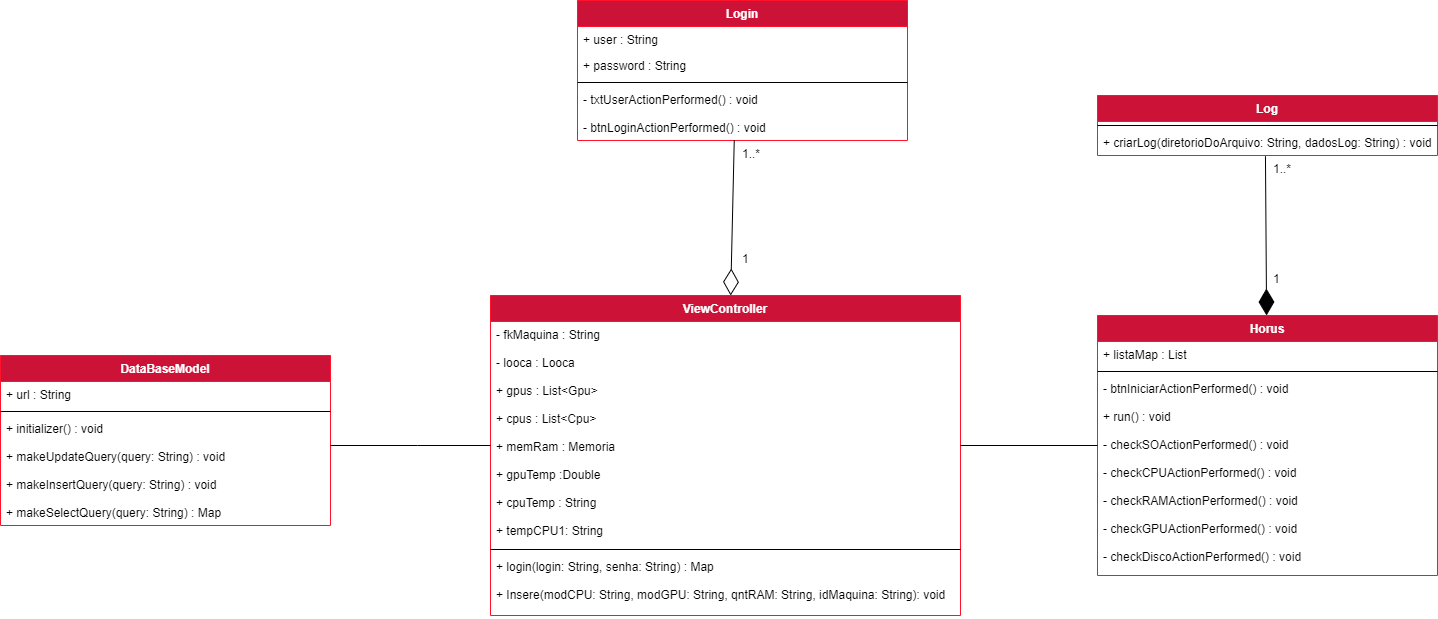 Login
+ user : String
+ password : String
- txtUserActionPerformed() : void
- btnLoginActionPerformed() : void
1..*
1
Log
+ criarLog(diretorioDoArquivo: String, dadosLog: String) : void
1..*
1
DataBaseModel
+ url : String
+ initializer() : void
+ makeUpdateQuery(query: String) : void
+ makeInsertQuery(query: String) : void
+ makeSelectQuery(query: String) : Map
ViewController
- fkMaquina : String
- looca : Looca
+ gpus : List<Gpu>
+ cpus : List<Cpu>
+ memRam : Memoria
+ gpuTemp :Double
+ cpuTemp : String
+ tempCPU1: String
+ login(login: String, senha: String) : Map
+ Insere(modCPU: String, modGPU: String, qntRAM: String, idMaquina: String): void
Horus
+ listaMap : List
- btnIniciarActionPerformed() : void
+ run() : void
- checkSOActionPerformed() : void
- checkCPUActionPerformed() : void
- checkRAMActionPerformed() : void
- checkGPUActionPerformed() : void
- checkDiscoActionPerformed() : void